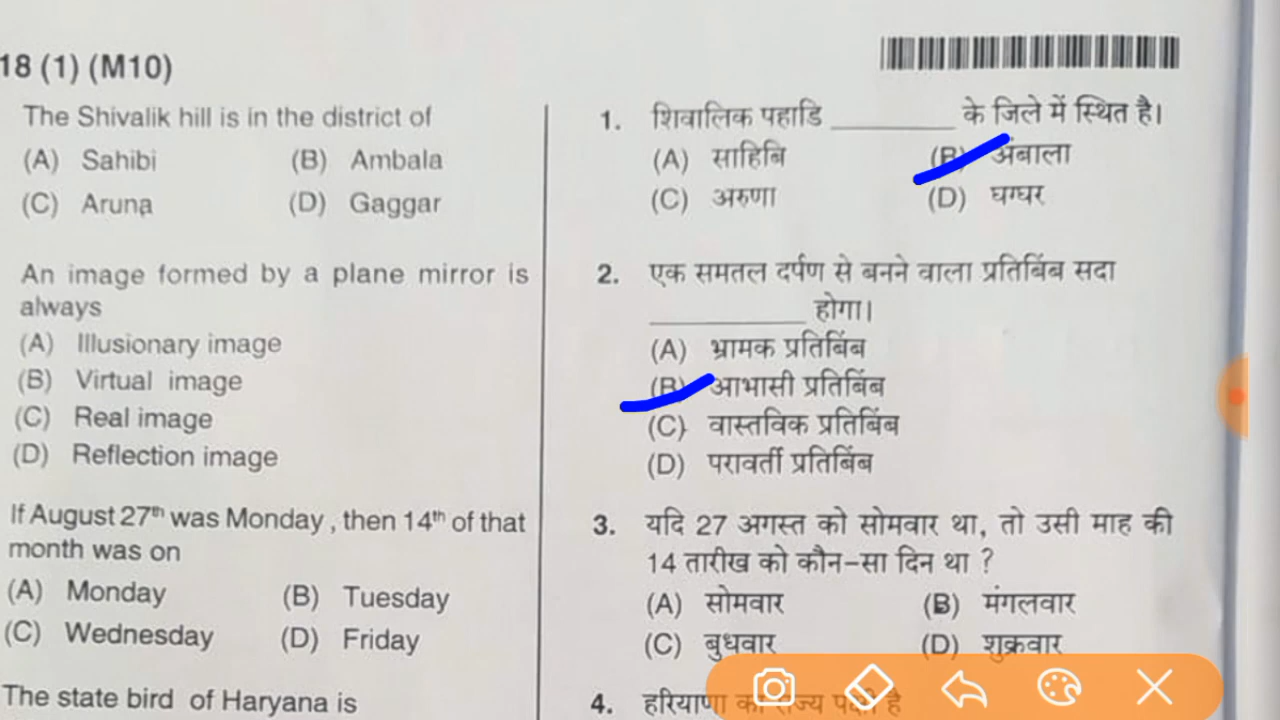 18 (1) (M10)
The Shivalik hill is in the district of
(A) Sahibi (B) Ambala
(C) Aruna (D) Gaggar
An image formed by a plane mirror is
always
(A) Illusionary image
(B) Virtual image
(C) Real image
(D) Reflection image
If August 27th was Monday , then 14th of that
month was on
(A) Monday (B) Tuesday
(C) Wednesday (D) Friday
The state bird of Haryana is
1. शिवालिक पहाडि ________ के जिले में स्थित है।
(A) साहिबि (B) अंबाला
(C) अरुणा (D) घग्घर
2. एक समतल दर्पण से बनने वाला प्रतिबिंब सदा
________ होगा।
(A) भ्रामक प्रतिबिंब
(B) आभासी प्रतिबिंब
(C) वास्तविक प्रतिबिंब
(D) परावर्ती प्रतिबिंब
3. यदि 27 अगस्त को सोमवार था, तो उसी माह की
14 तारीख को कौन-सा दिन था ?
(A) सोमवार (B) मंगलवार
(C) बुधवार (D) शुक्रवार
4. हरियाणा का राज्य पक्षी है